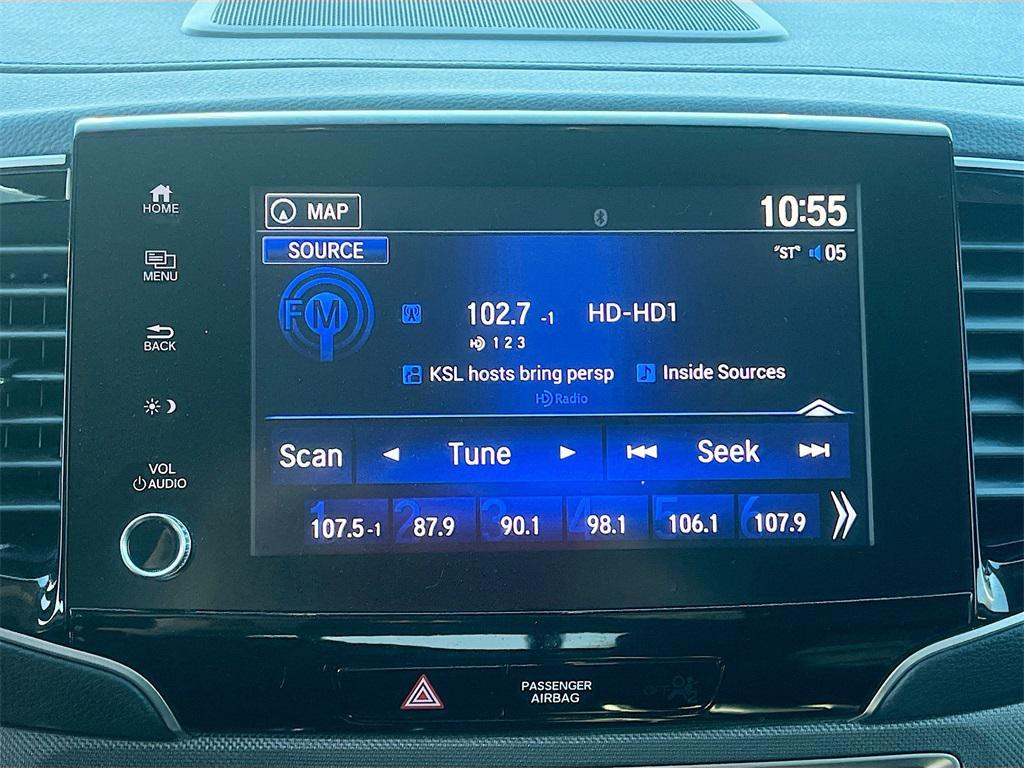 HOME
MENU
BACK
VOL
AUDIO
MAP
10:55
SOURCE
"ST" 05
FM
102.7 -1 HD-HD1
HD 1 2 3
KSL hosts bring persp Inside Sources
HD Radio
Scan Tune Seek
1 2 3 4 5 6
107.5-1 87.9 90.1 98.1 106.1 107.9
PASSENGER
AIRBAG
OFF